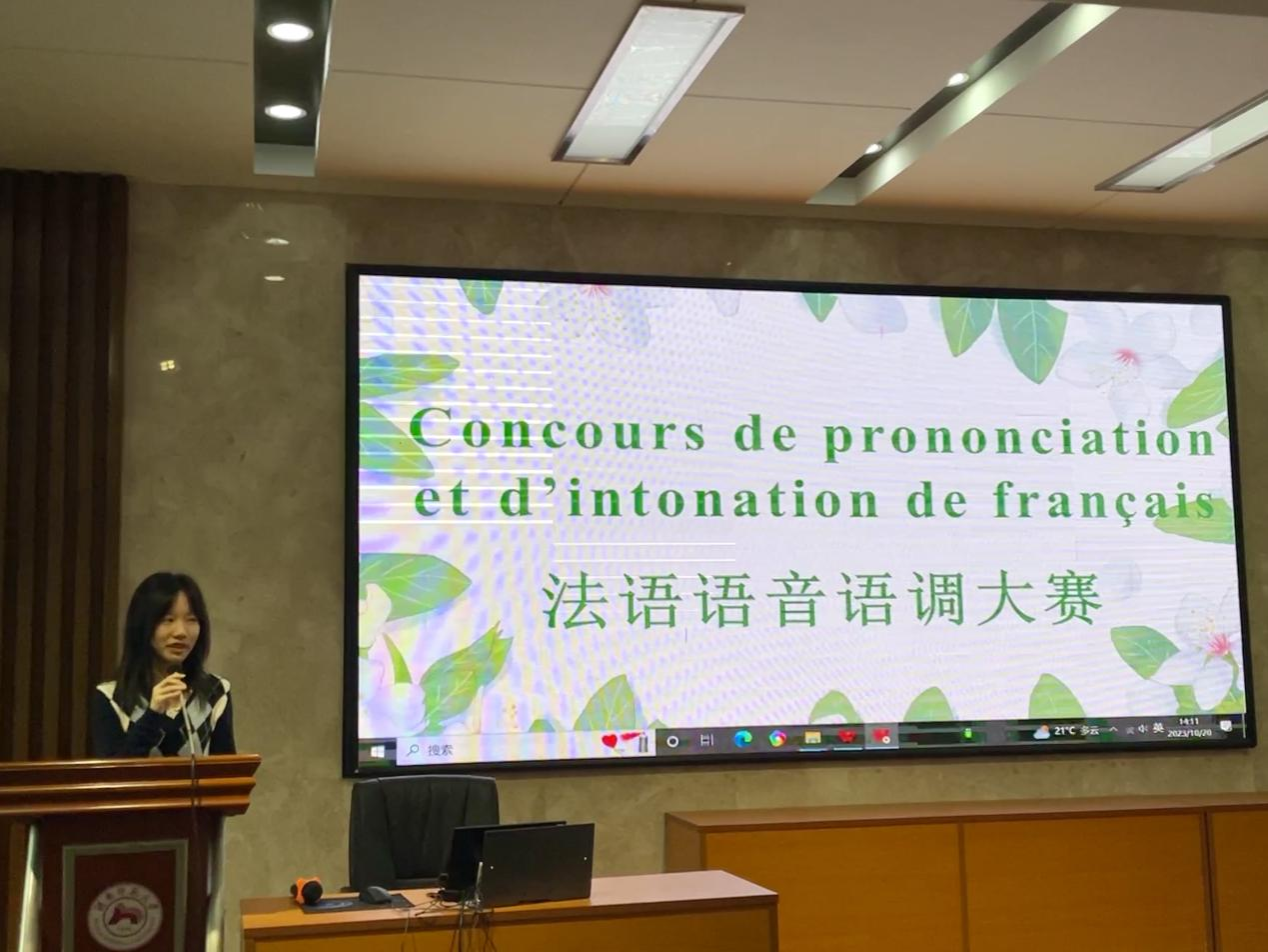 Concours de prononciation
et d’intonation de français
法语语音语调大赛
搜索
21°C 多云
英
14:11
2023/10/20